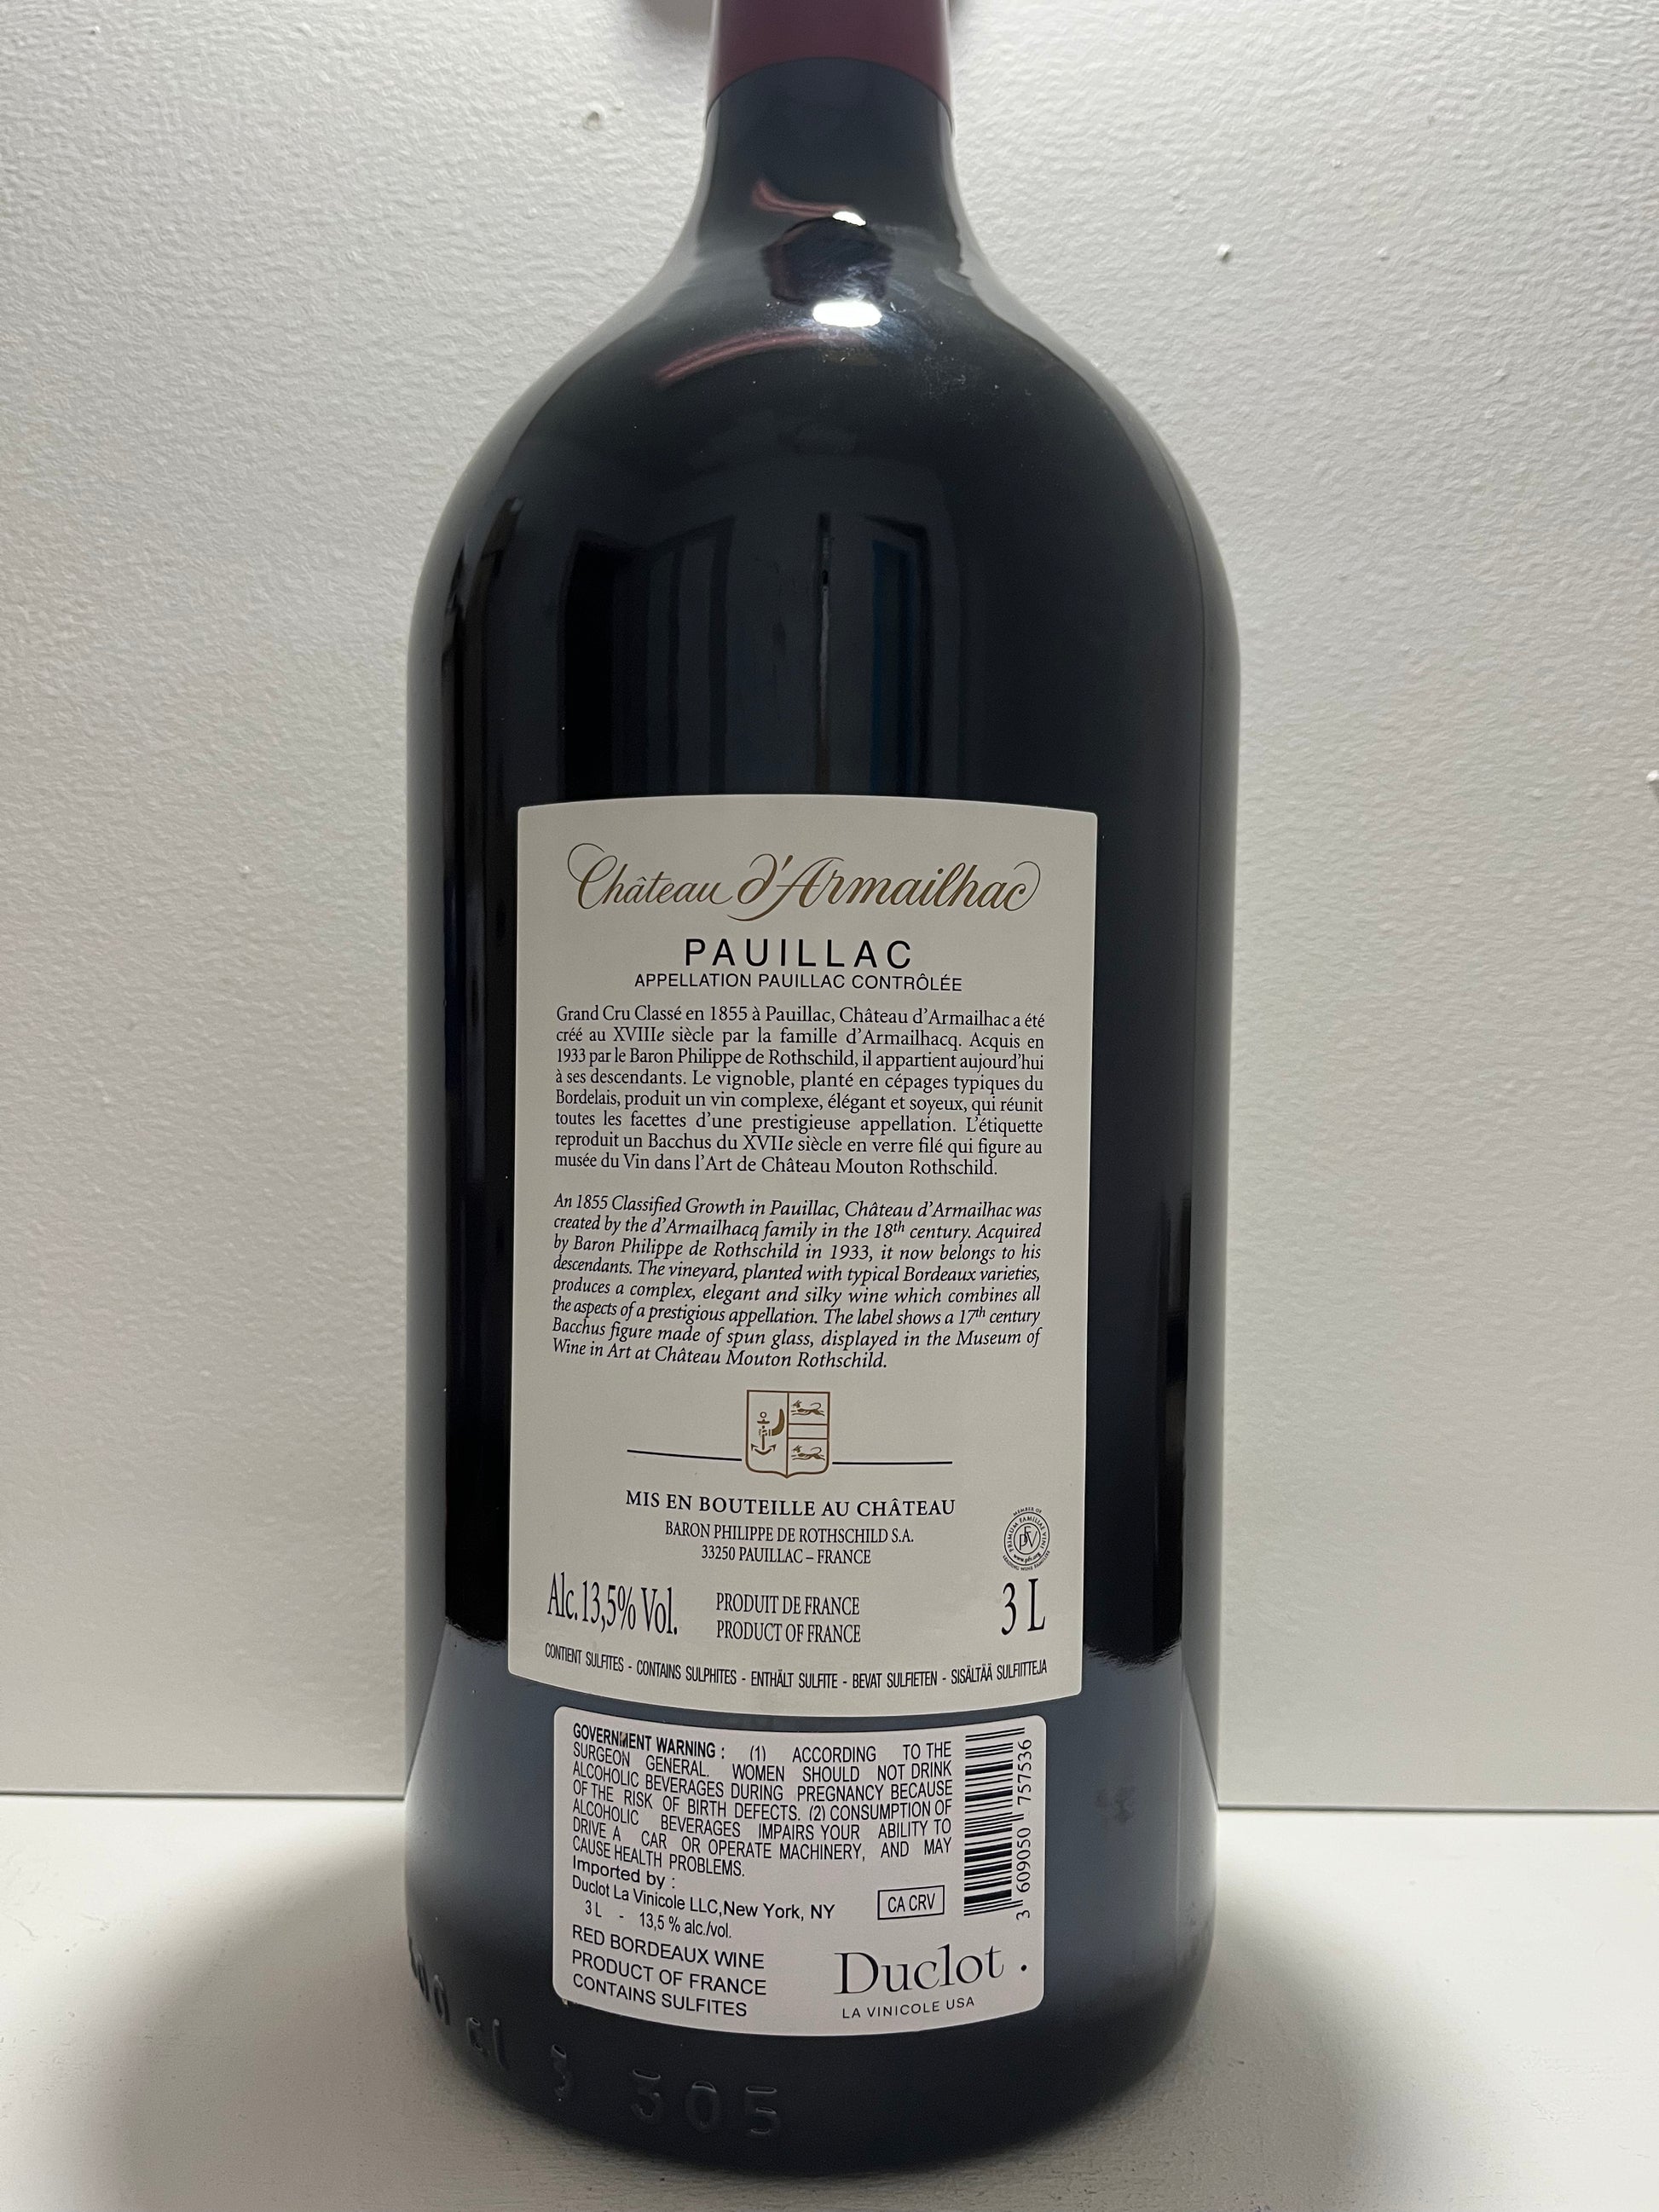 Château d'Armailhac
PAUILLAC
APPELLATION PAUILLAC CONTRÔLÉE
Grand Cru Classé en 1855 à Pauillac, Château d'Armailhac a été
créé au XVIIIe siècle par la famille d'Armailhacq. Acquis en
1933 par le Baron Philippe de Rothschild, il appartient aujourd'hui
à ses descendants. Le vignoble, planté en cépages typiques du
Bordelais, produit un vin complexe, élégant et soyeux, qui réunit
toutes les facettes d'une prestigieuse appellation. L'étiquette
reproduit un Bacchus du XVIIe siècle en verre filé qui figure au
musée du Vin dans l'Art de Château Mouton Rothschild.
An 1855 Classified Growth in Pauillac, Château d'Armailhac was
created by the d'Armailhacq family in the 18th century. Acquired
by Baron Philippe de Rothschild in 1933, it now belongs to his
descendants. The vineyard, planted with typical Bordeaux varieties,
produces a complex, elegant and silky wine which combines all
the aspects of a prestigious appellation. The label shows a 17th century
Bacchus figure made of spun glass, displayed in the Museum of
Wine in Art at Château Mouton Rothschild.
MIS EN BOUTEILLE AU CHÂTEAU
BARON PHILIPPE DE ROTHSCHILD S.A.
33250 PAUILLAC – FRANCE
MEMBER OF
PRIMUM FAMILIAE VINI
PFV
LEADING WINE FAMILIES
Alc. 13,5% Vol.
PRODUIT DE FRANCE
PRODUCT OF FRANCE
3 L
CONTIENT SULFITES - CONTAINS SULPHITES - ENTHÄLT SULFITE - BEVAT SULFIETEN - SISÄLTÄÄ SULFIITTEJA
GOVERNMENT WARNING : (1) ACCORDING TO THE
SURGEON GENERAL. WOMEN SHOULD NOT DRINK
ALCOHOLIC BEVERAGES DURING PREGNANCY BECAUSE
OF THE RISK OF BIRTH DEFECTS. (2) CONSUMPTION OF
ALCOHOLIC BEVERAGES IMPAIRS YOUR ABILITY TO
DRIVE A CAR OR OPERATE MACHINERY, AND MAY
CAUSE HEALTH PROBLEMS.
Imported by :
Duclot La Vinicole LLC,New York, NY
3 L - 13,5 % alc./vol.
RED BORDEAUX WINE
PRODUCT OF FRANCE
CONTAINS SULFITES
CA CRV
3 609050 757536
Duclot .
LA VINICOLE USA
cl 3 305